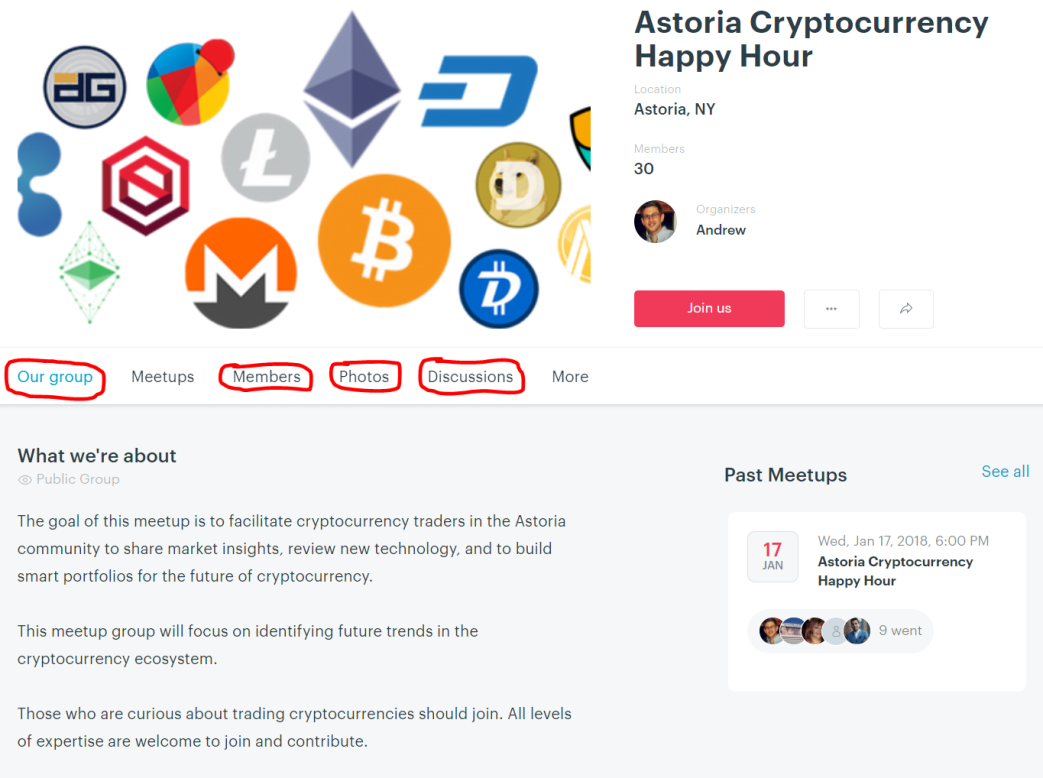 Astoria Cryptocurrency
Happy Hour
Location
Astoria, NY
Members
30
Organizers
Andrew
Join us
Our group Meetups Members Photos Discussions More
What we're about
Public Group
The goal of this meetup is to facilitate cryptocurrency traders in the Astoria
community to share market insights, review new technology, and to build
smart portfolios for the future of cryptocurrency.
This meetup group will focus on identifying future trends in the
cryptocurrency ecosystem.
Those who are curious about trading cryptocurrencies should join. All levels
of expertise are welcome to join and contribute.
Past Meetups See all
17
JAN
Wed, Jan 17, 2018, 6:00 PM
Astoria Cryptocurrency
Happy Hour
9 went